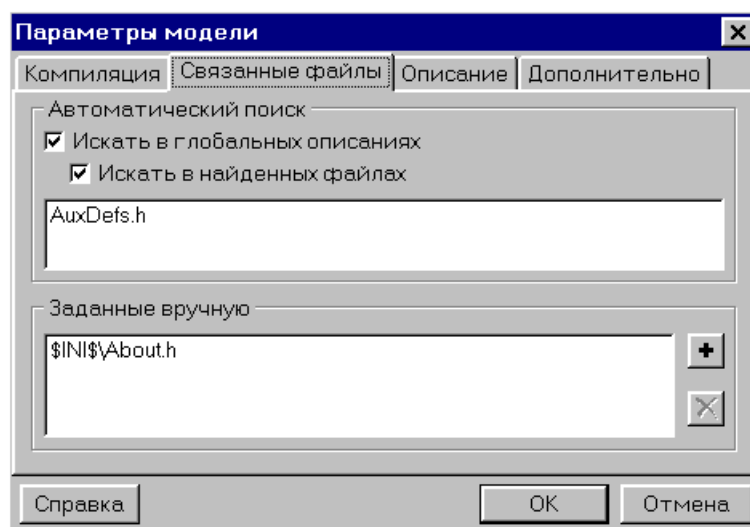 Параметры модели
Компиляция Связанные файлы Описание Дополнительно
Автоматический поиск
Искать в глобальных описаниях
Искать в найденных файлах
AuxDefs.h
Заданные вручную
$INI$\About.h
Справка OK Отмена